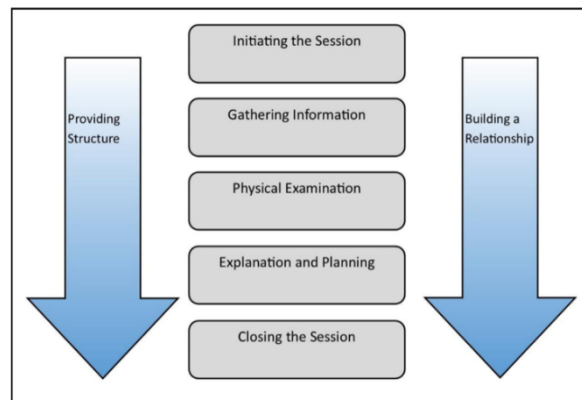 Initiating the Session
Providing
Structure
Gathering Information
Building a
Relationship
Physical Examination
Explanation and Planning
Closing the Session